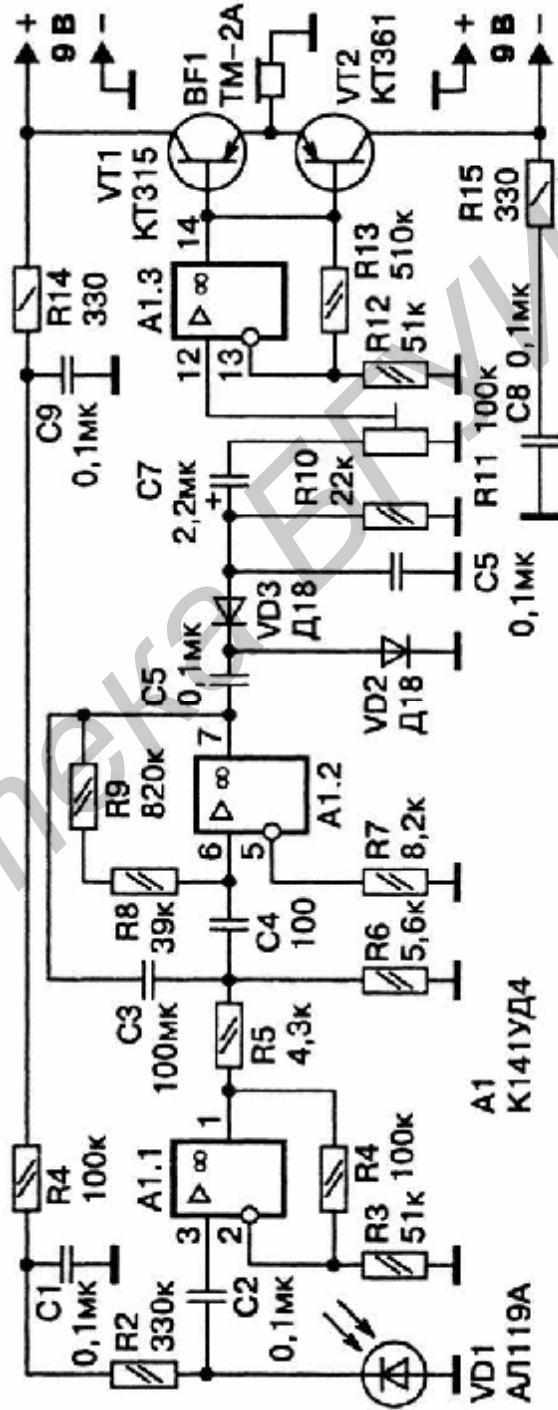 C1
0,1мк
R2
330к
VD1
АЛ119А
C2
0,1мк
R4
100к
3
2
A1.1
1
R3
51к
R4
100к
R5
4,3к
C3
100мк
R8
39к
R9
820к
C4
100
R6
5,6к
R7
8,2к
6
5
7
A1.2
A1
К141УД4
C5
0,1мк
VD2
Д18
VD3
Д18
C5
0,1мк
C7
2,2мк
+
R10
22к
R11
100к
12
13
A1.3
14
R12
51к
R13
510к
C9
0,1мк
R14
330
VT1
КТ315
BF1
ТМ-2А
VT2
КТ361
C8
0,1мк
R15
330
+
9 В
−
+
9 В
−
тека БГУИ